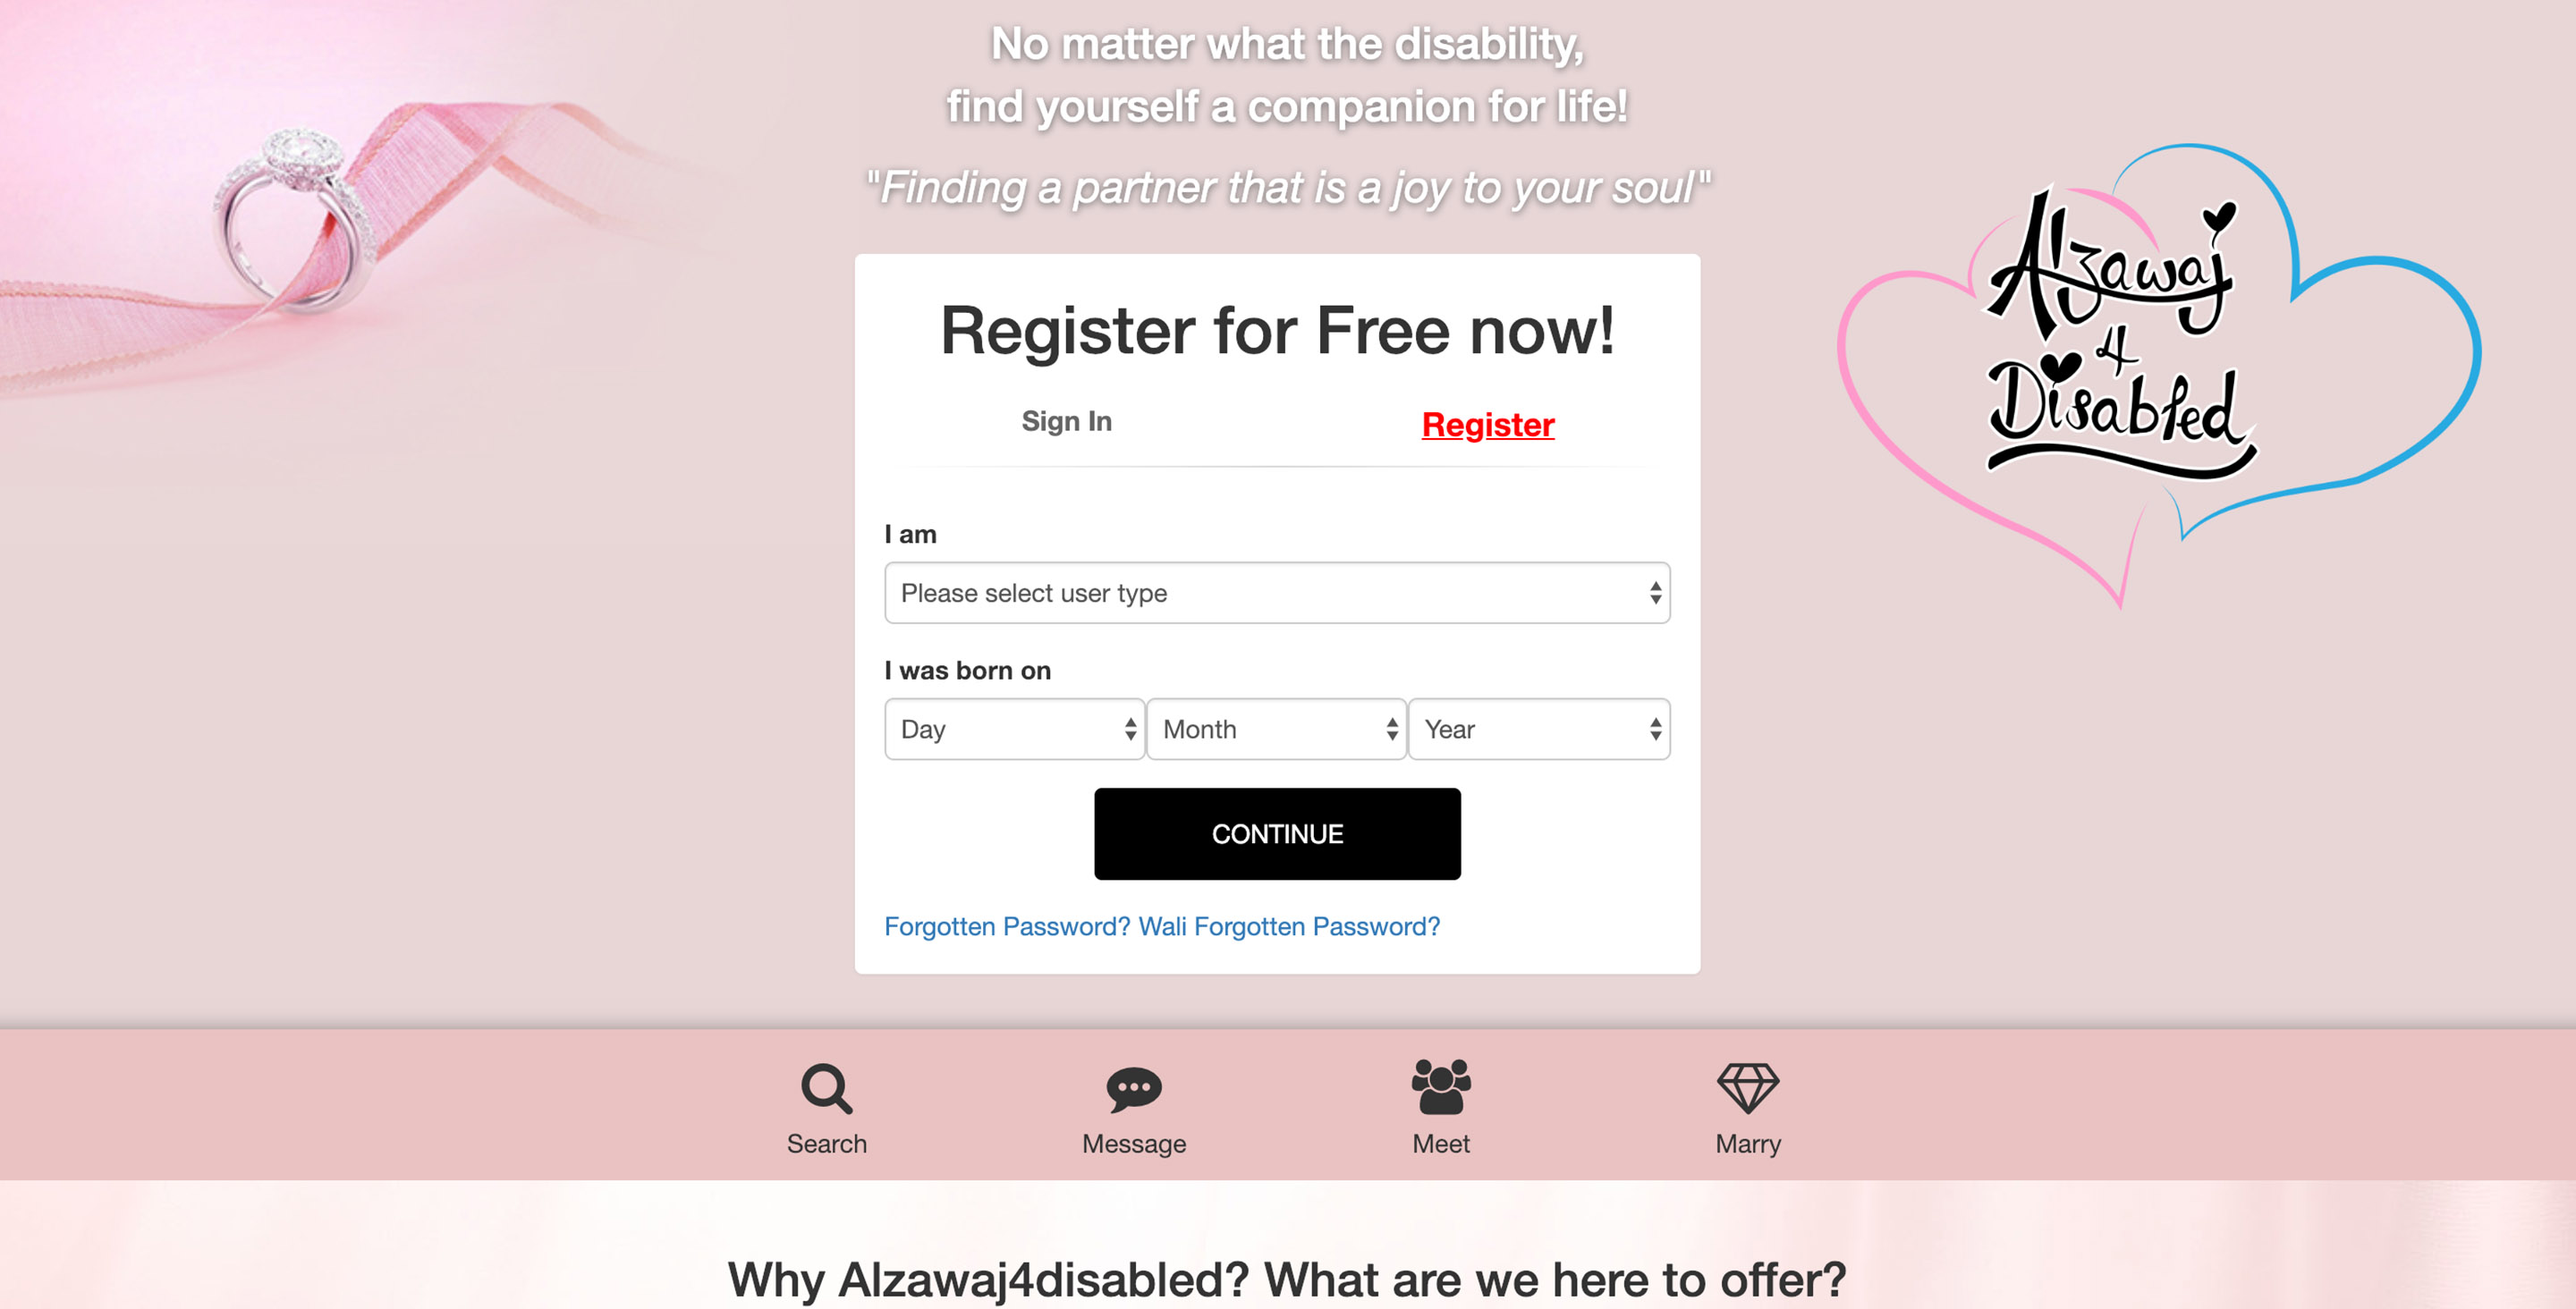 No matter what the disability,
find yourself a companion for life!
"Finding a partner that is a joy to your soul"
Alzawaj
4
Disabled
Register for Free now!
Sign In
Register
I am
Please select user type
I was born on
Day
Month
Year
CONTINUE
Forgotten Password? Wali Forgotten Password?
Search
Message
Meet
Marry
Why Alzawaj4disabled? What are we here to offer?